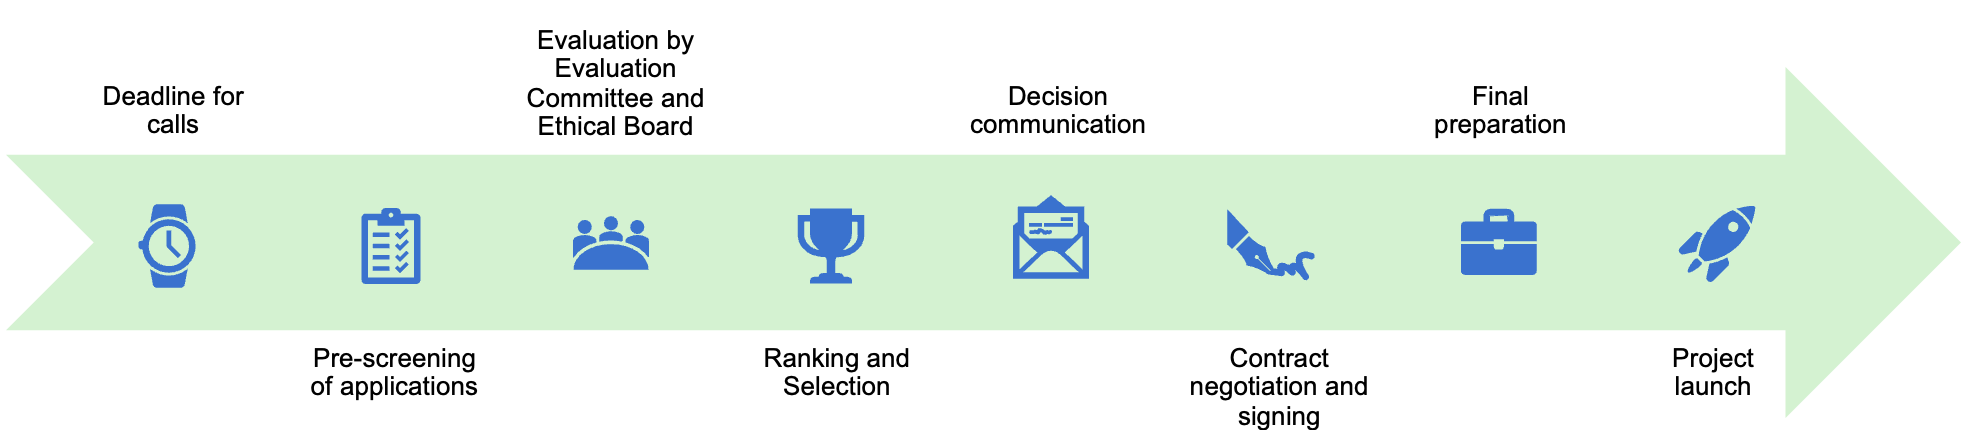 Deadline for
calls
Pre-screening
of applications
Evaluation by
Evaluation
Committee and
Ethical Board
Ranking and
Selection
Decision
communication
Contract
negotiation and
signing
Final
preparation
Project
launch